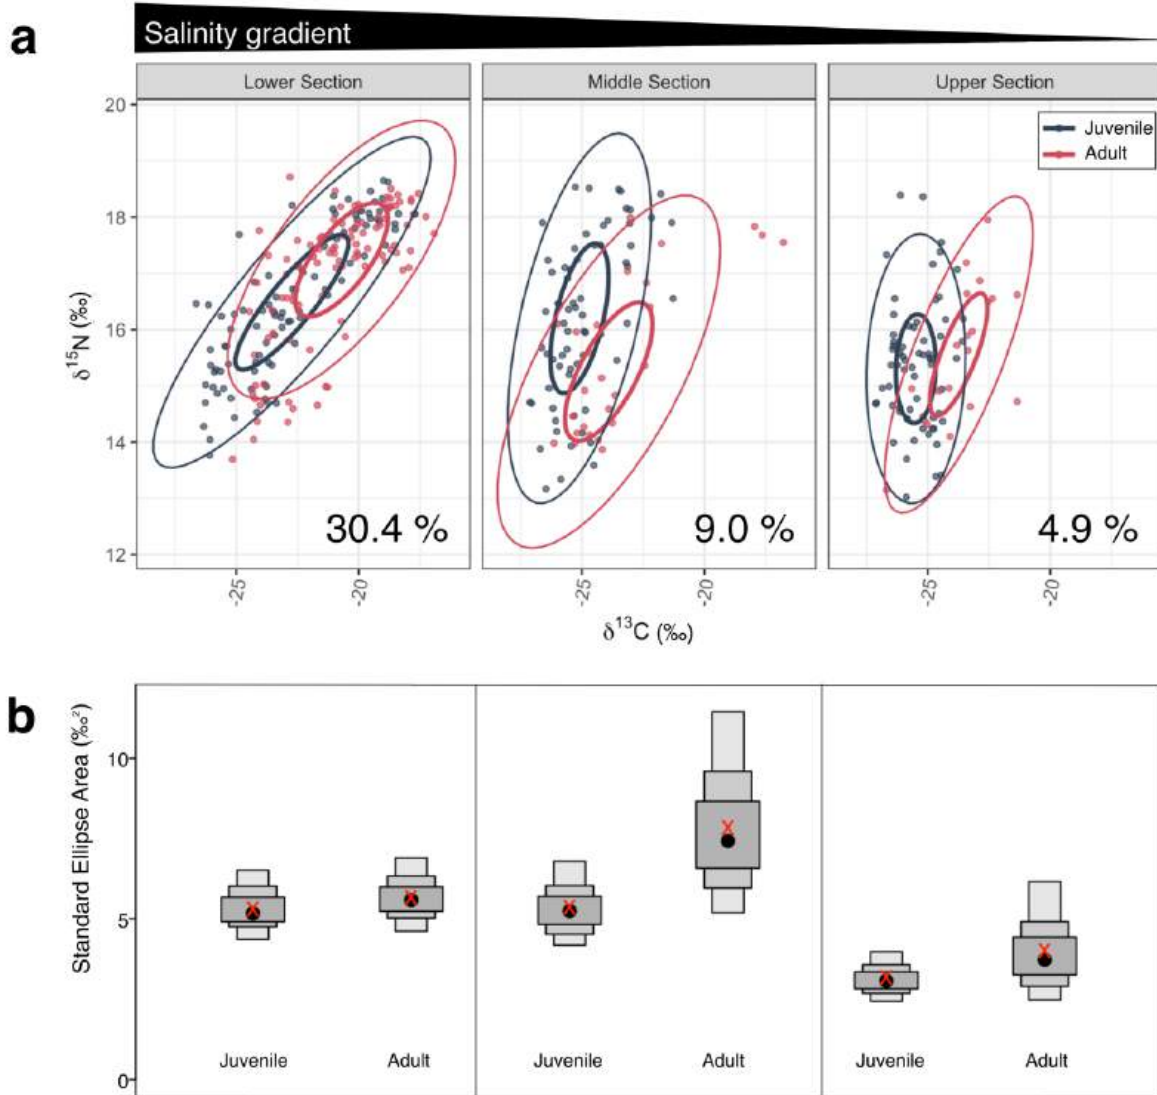 a
Salinity gradient
Lower Section
Middle Section
Upper Section
Juvenile
Adult
20
18
16
14
12
δ¹⁵N (‰)
30.4 %
9.0 %
4.9 %
-25
-20
-25
-20
-25
-20
δ¹³C (‰)
b
Standard Ellipse Area (‰²)
10
5
0
Juvenile
Adult
Juvenile
Adult
Juvenile
Adult